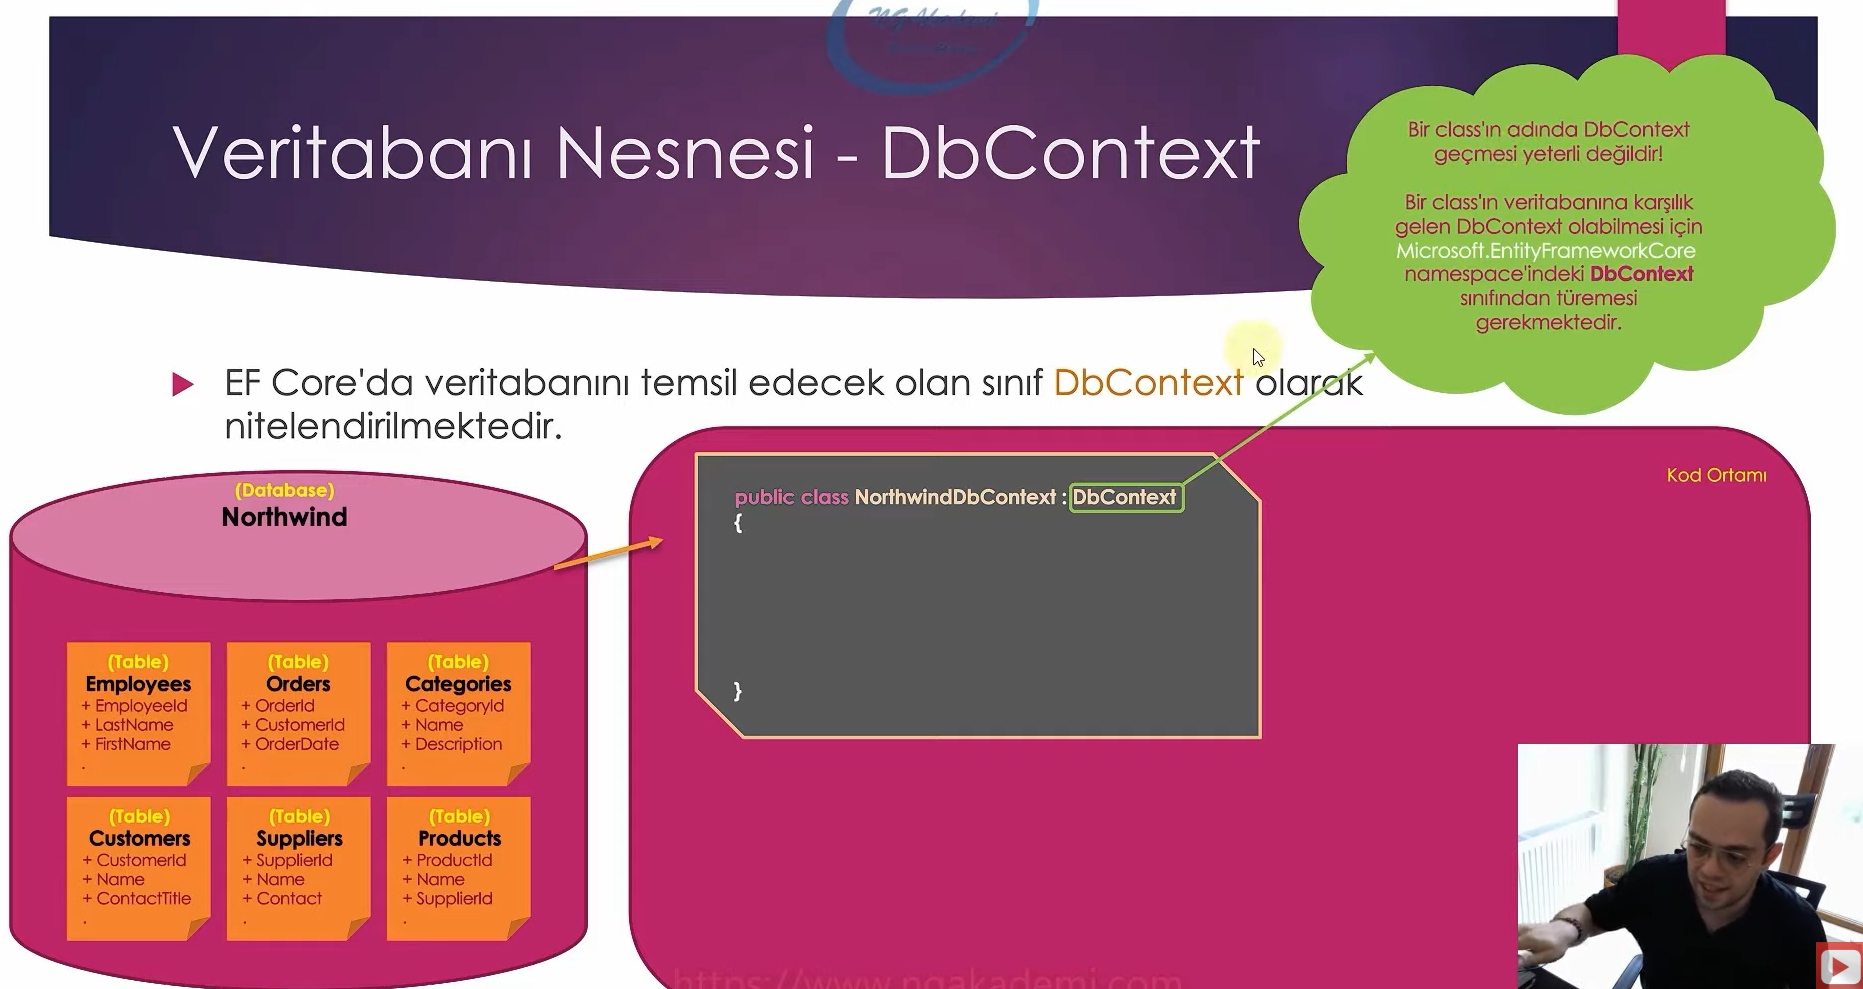 NG Akademi
Veritabanı Nesnesi - DbContext
Bir class'ın adında DbContext
geçmesi yeterli değildir!
Bir class'ın veritabanına karşılık
gelen DbContext olabilmesi için
Microsoft.EntityFrameworkCore
namespace'indeki DbContext
sınıfından türemesi
gerekmektedir.
EF Core'da veritabanını temsil edecek olan sınıf DbContext olarak
nitelendirilmektedir.
(Database)
Northwind
(Table)
Employees
+ EmployeeId
+ LastName
+ FirstName
.
(Table)
Orders
+ OrderId
+ CustomerId
+ OrderDate
.
(Table)
Categories
+ CategoryId
+ Name
+ Description
.
(Table)
Customers
+ CustomerId
+ Name
+ ContactTitle
.
(Table)
Suppliers
+ SupplierId
+ Name
+ Contact
.
(Table)
Products
+ ProductId
+ Name
+ SupplierId
.
Kod Ortamı
public class NorthwindDbContext : DbContext
{
}
https://www.ngakademi.com